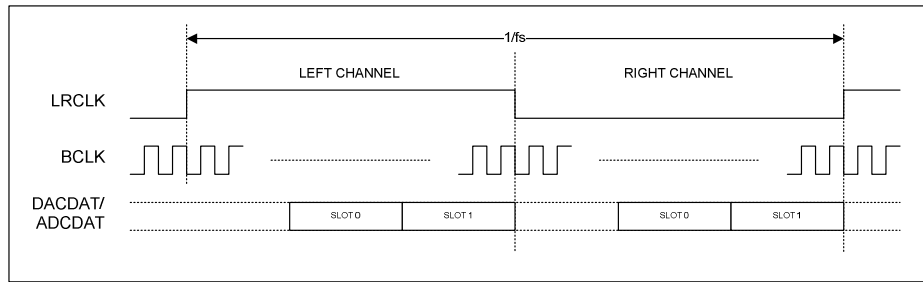 1/fs
LEFT CHANNEL RIGHT CHANNEL
LRCLK
BCLK
DACDAT/
ADCDAT
SLOT 0 SLOT 1 SLOT 0 SLOT 1